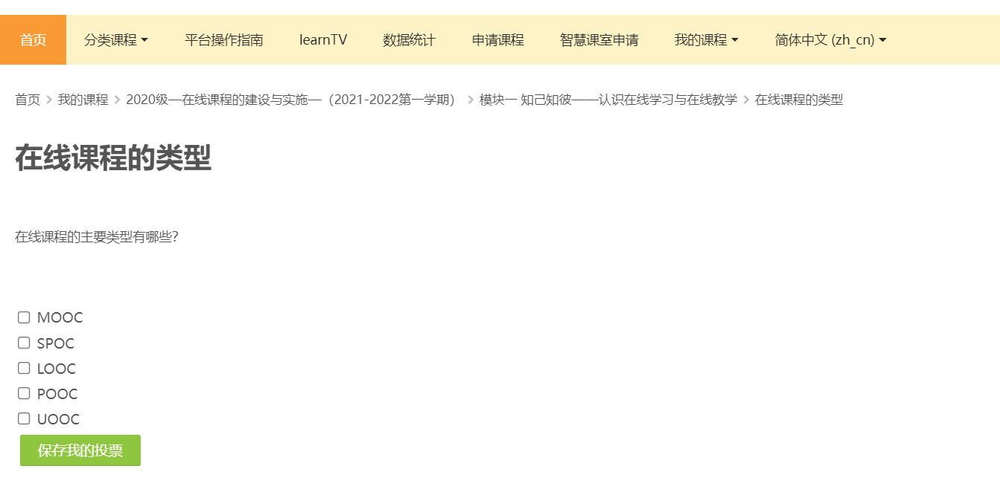 首页 分类课程 平台操作指南 learnTV 数据统计 申请课程 智慧课室申请 我的课程 简体中文 (zh_cn)
首页 我的课程 2020级—在线课程的建设与实施—（2021-2022第一学期） 模块一 知己知彼——认识在线学习与在线教学 在线课程的类型
在线课程的类型
在线课程的主要类型有哪些?
MOOC
SPOC
LOOC
POOC
UOOC
保存我的投票